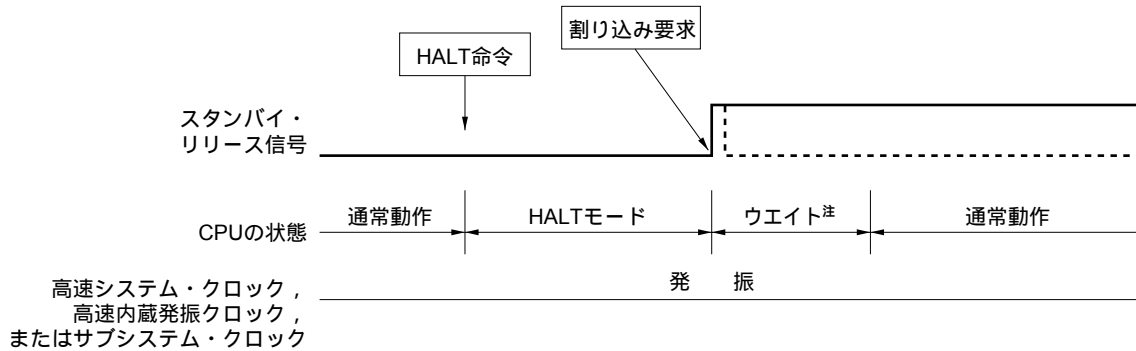 割り込み要求
HALT命令
スタンバイ・
リリース信号
CPUの状態
通常動作
HALTモード
ウエイト注
通常動作
高速システム・クロック，
高速内蔵発振クロック，
またはサブシステム・クロック
発　振